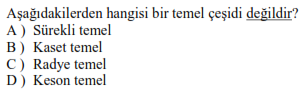 Aşağıdakilerden hangisi bir temel çeşidi değildir?
A ) Sürekli temel
B ) Kaset temel
C ) Radye temel
D ) Keson temel